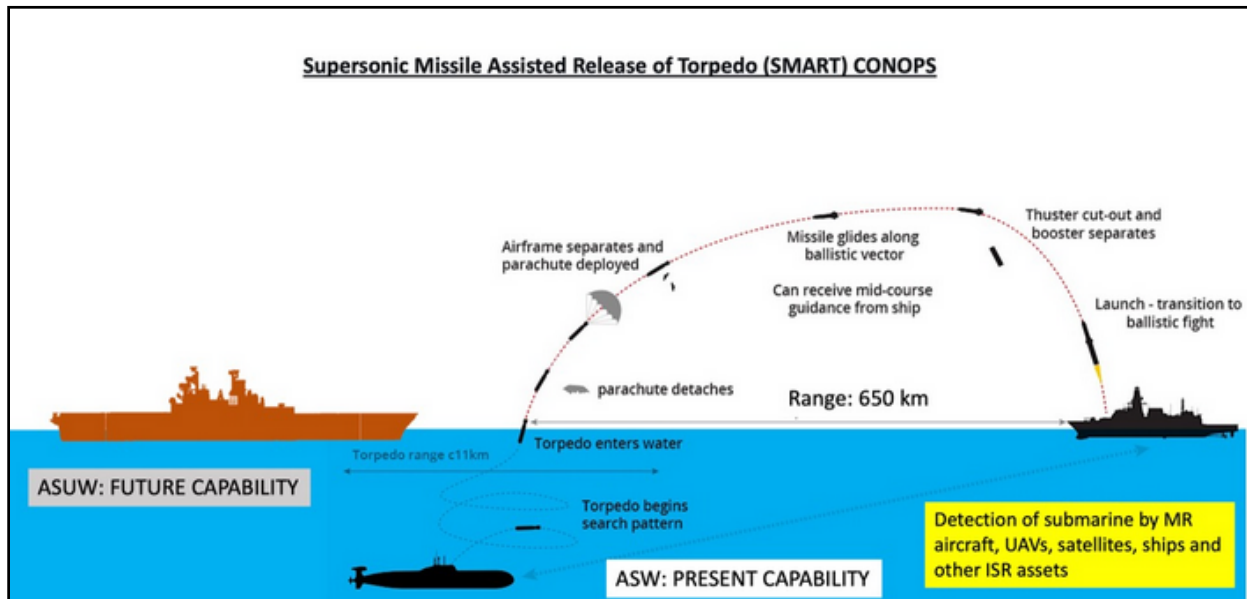 Supersonic Missile Assisted Release of Torpedo (SMART) CONOPS
Airframe separates and
parachute deployed
Missile glides along
ballistic vector
Can receive mid-course
guidance from ship
Thuster cut-out and
booster separates
Launch - transition to
ballistic fight
parachute detaches
Range: 650 km
Torpedo enters water
Torpedo range c11km
ASUW: FUTURE CAPABILITY
Torpedo begins
search pattern
ASW: PRESENT CAPABILITY
Detection of submarine by MR
aircraft, UAVs, satellites, ships and
other ISR assets